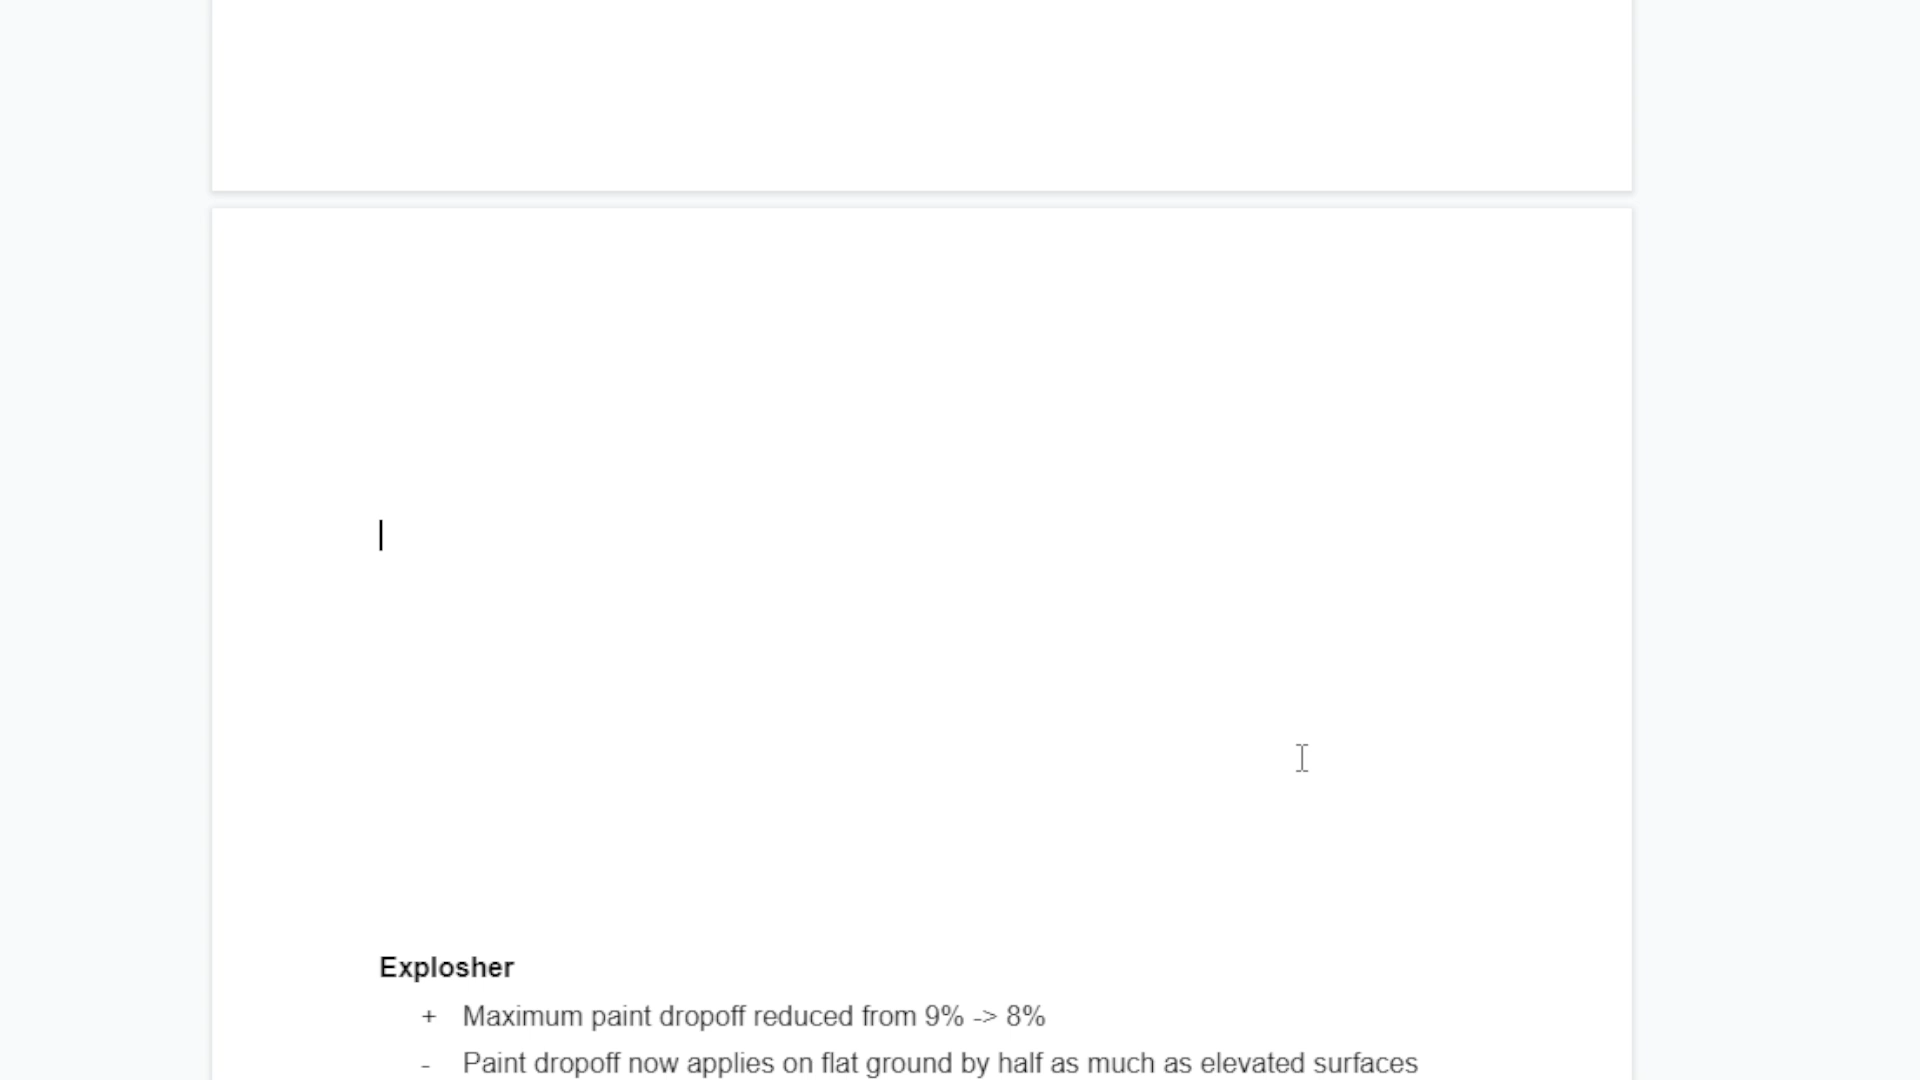 Explosher
+ Maximum paint dropoff reduced from 9% -> 8%
- Paint dropoff now applies on flat ground by half as much as elevated surfaces